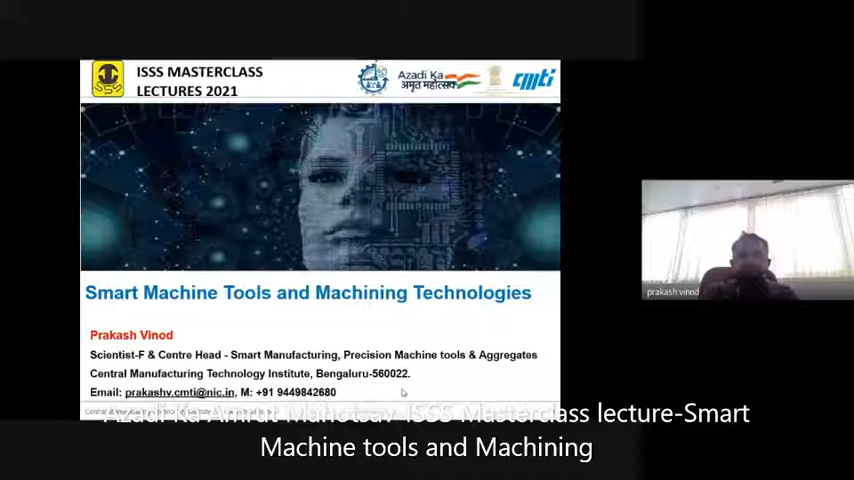 ISSS MASTERCLASS
LECTURES 2021
Azadi Ka
अमृत महोत्सव
cmti
Smart Machine Tools and Machining Technologies
Prakash Vinod
Scientist-F & Centre Head - Smart Manufacturing, Precision Machine tools & Aggregates
Central Manufacturing Technology Institute, Bengaluru-560022.
Email: prakashv.cmti@nic.in, M: +91 9449842680
prakash vinod
Azadi Ka Amrut Mahotsav-ISSS Masterclass lecture-Smart
Machine tools and Machining